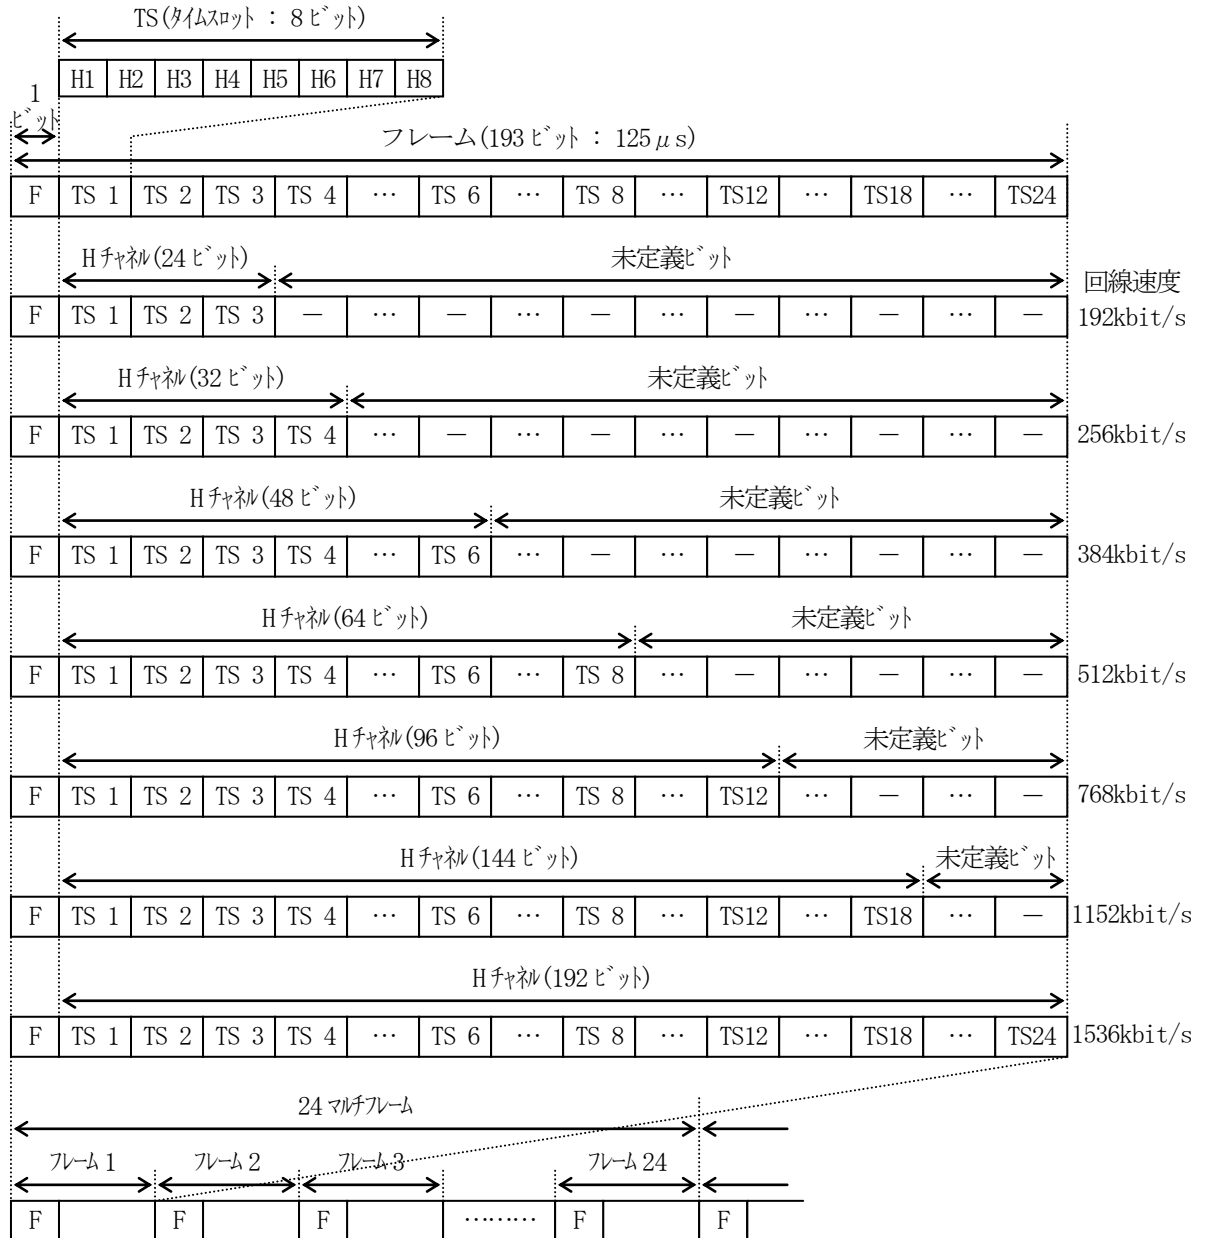 TS(ﾀｲﾑｽﾛｯﾄ : 8ﾋﾞｯﾄ)
H1 H2 H3 H4 H5 H6 H7 H8
1
ﾋﾞｯﾄ
フレーム(193ﾋﾞｯﾄ : 125μs)
F TS 1 TS 2 TS 3 TS 4 … TS 6 … TS 8 … TS12 … TS18 … TS24
Hﾁｬﾈﾙ(24ﾋﾞｯﾄ) 未定義ﾋﾞｯﾄ
回線速度
F TS 1 TS 2 TS 3 － … － … － … － … － … － 192kbit/s
Hﾁｬﾈﾙ(32ﾋﾞｯﾄ) 未定義ﾋﾞｯﾄ
F TS 1 TS 2 TS 3 TS 4 … － … － … － … － … － 256kbit/s
Hﾁｬﾈﾙ(48ﾋﾞｯﾄ) 未定義ﾋﾞｯﾄ
F TS 1 TS 2 TS 3 TS 4 … TS 6 … － … － … － … － 384kbit/s
Hﾁｬﾈﾙ(64ﾋﾞｯﾄ) 未定義ﾋﾞｯﾄ
F TS 1 TS 2 TS 3 TS 4 … TS 6 … TS 8 … － … － … － 512kbit/s
Hﾁｬﾈﾙ(96ﾋﾞｯﾄ) 未定義ﾋﾞｯﾄ
F TS 1 TS 2 TS 3 TS 4 … TS 6 … TS 8 … TS12 … － … － 768kbit/s
Hﾁｬﾈﾙ(144ﾋﾞｯﾄ) 未定義ﾋﾞｯﾄ
F TS 1 TS 2 TS 3 TS 4 … TS 6 … TS 8 … TS12 … TS18 … － 1152kbit/s
Hﾁｬﾈﾙ(192ﾋﾞｯﾄ)
F TS 1 TS 2 TS 3 TS 4 … TS 6 … TS 8 … TS12 … TS18 … TS24 1536kbit/s
24ﾏﾙﾁﾌﾚｰﾑ
ﾌﾚｰﾑ1 ﾌﾚｰﾑ2 ﾌﾚｰﾑ3 ﾌﾚｰﾑ24
F F F ……… F F